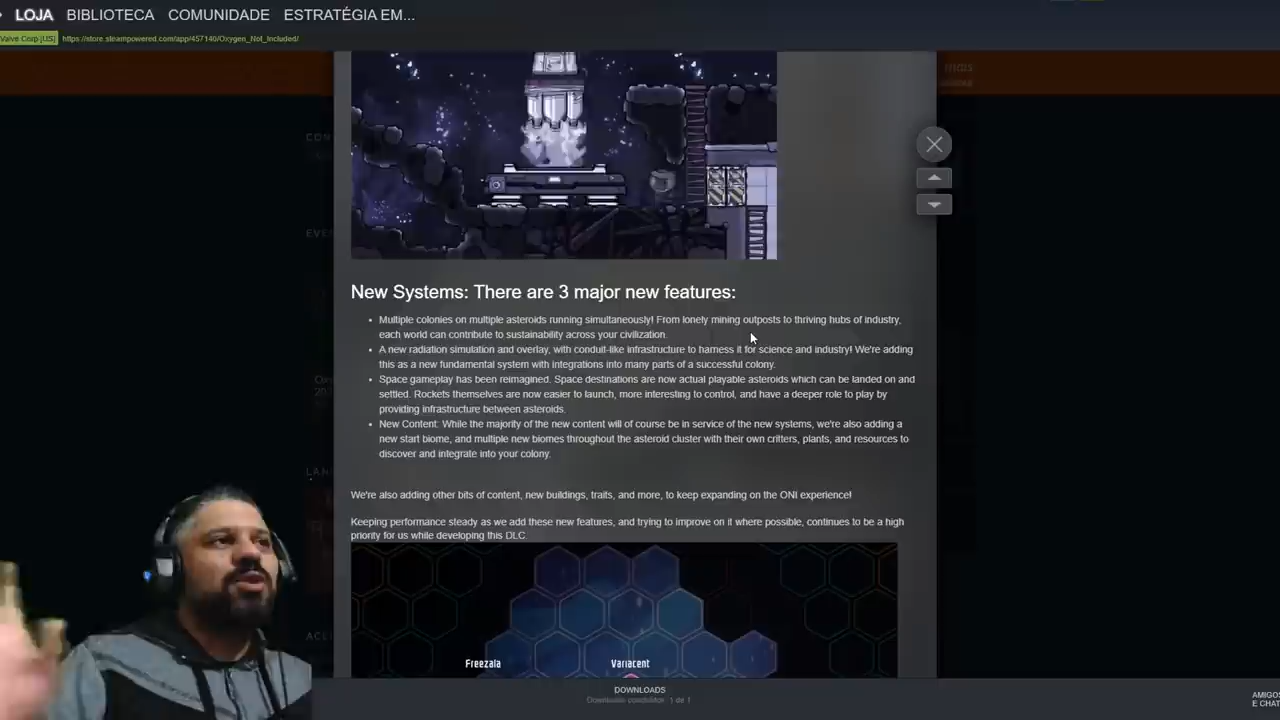 LOJA BIBLIOTECA COMUNIDADE ESTRATÉGIA EM...
Valve Corp [US] https://store.steampowered.com/app/457140/Oxygen_Not_Included/
New Systems: There are 3 major new features:
• Multiple colonies on multiple asteroids running simultaneously! From lonely mining outposts to thriving hubs of industry,
each world can contribute to sustainability across your civilization.
• A new radiation simulation and overlay, with conduit-like infrastructure to harness it for science and industry! We're adding
this as a new fundamental system with integrations into many parts of a successful colony.
• Space gameplay has been reimagined. Space destinations are now actual playable asteroids which can be landed on and
settled. Rockets themselves are now easier to launch, more interesting to control, and have a deeper role to play by
providing infrastructure between asteroids.
• New Content: While the majority of the new content will of course be in service of the new systems, we're also adding a
new start biome, and multiple new biomes throughout the asteroid cluster with their own critters, plants, and resources to
discover and integrate into your colony.
We're also adding other bits of content, new buildings, traits, and more, to keep expanding on the ONI experience!
Keeping performance steady as we add these new features, and trying to improve on it where possible, continues to be a high
priority for us while developing this DLC.
Freezala Variacent
DOWNLOADS
1 de 1
AMIGOS
E CHAT